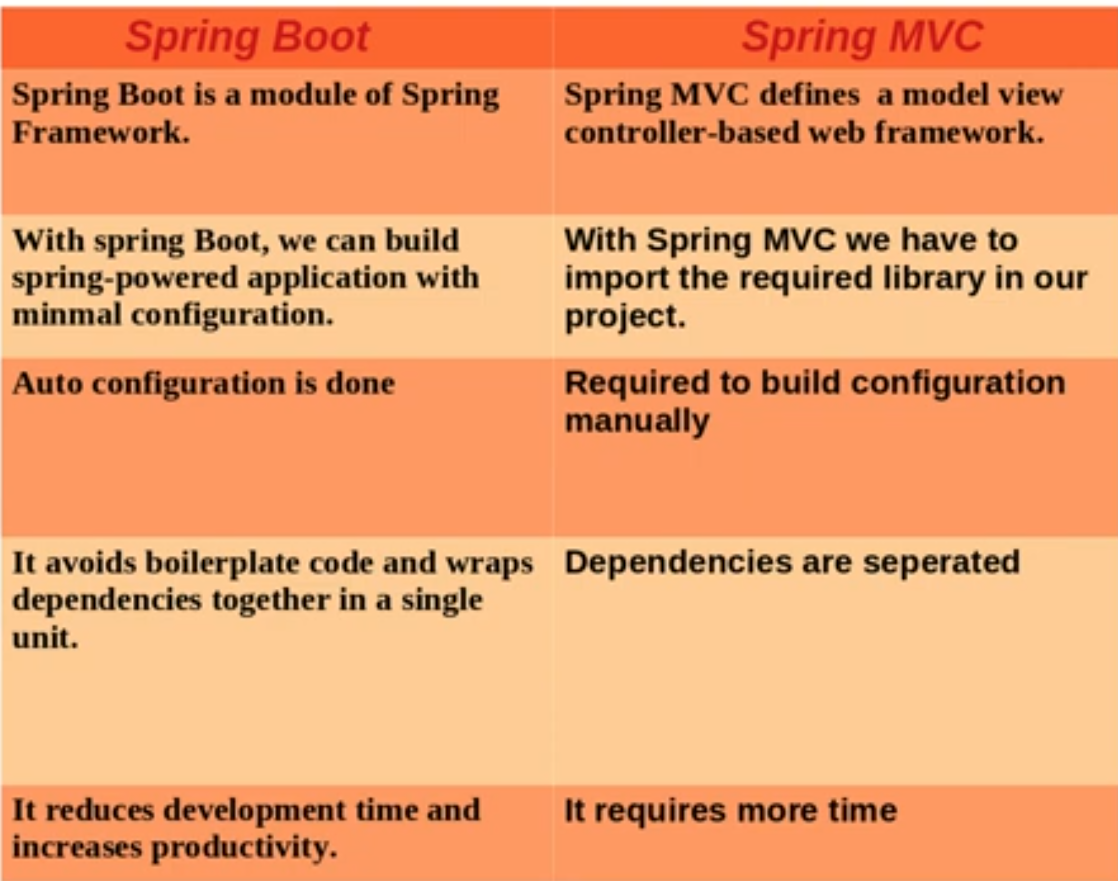 Spring Boot
Spring MVC
Spring Boot is a module of Spring
Framework.
Spring MVC defines  a model view
controller-based web framework.
With spring Boot, we can build
spring-powered application with
minmal configuration.
With Spring MVC we have to
import the required library in our
project.
Auto configuration is done
Required to build configuration
manually
It avoids boilerplate code and wraps
dependencies together in a single
unit.
Dependencies are seperated
It reduces development time and
increases productivity.
It requires more time